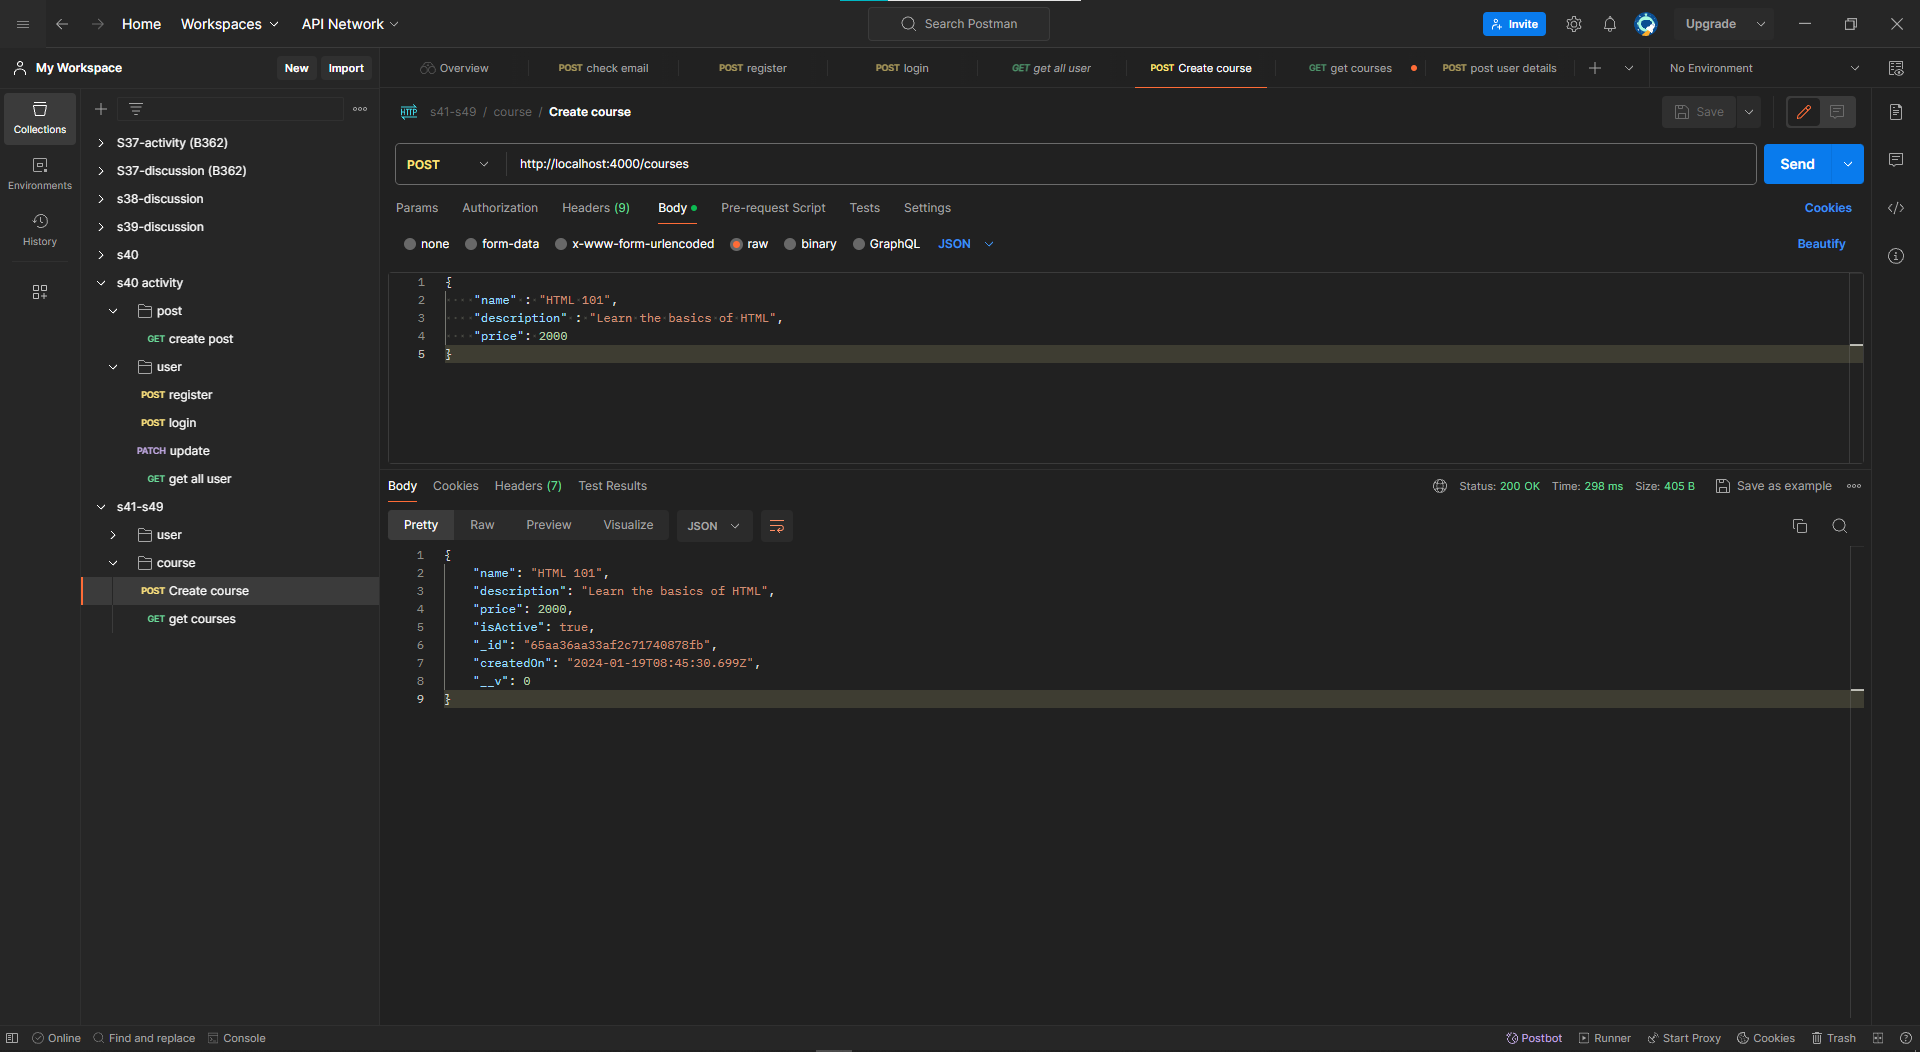 Home Workspaces API Network Search Postman Invite Upgrade
My Workspace New Import
Overview POST check email POST register POST login GET get all user POST Create course GET get courses POST post user details No Environment
Collections
Environments
History
S37-activity (B362)
S37-discussion (B362)
s38-discussion
s39-discussion
s40
s40 activity
post
GET create post
user
POST register
POST login
PATCH update
GET get all user
s41-s49
user
course
POST Create course
GET get courses
HTTP s41-s49 / course / Create course Save
POST http://localhost:4000/courses Send
Params Authorization Headers (9) Body Pre-request Script Tests Settings Cookies
none form-data x-www-form-urlencoded raw binary GraphQL JSON Beautify
1 {
2 ····"name"·:·"HTML·101",
3 ····"description"·:·"Learn·the·basics·of·HTML",
4 ····"price":·2000
5 }
Body Cookies Headers (7) Test Results Status: 200 OK Time: 298 ms Size: 405 B Save as example
Pretty Raw Preview Visualize JSON
1 {
2 "name": "HTML 101",
3 "description": "Learn the basics of HTML",
4 "price": 2000,
5 "isActive": true,
6 "_id": "65aa36aa33af2c71740878fb",
7 "createdOn": "2024-01-19T08:45:30.699Z",
8 "__v": 0
9 }
Online Find and replace Console Postbot Runner Start Proxy Cookies Trash